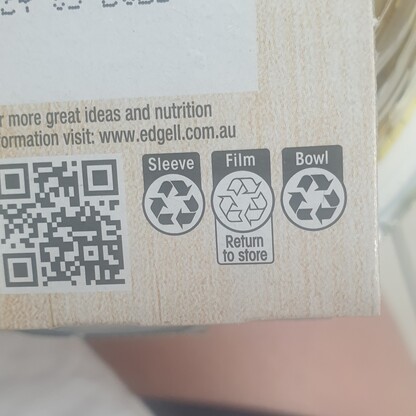 r more great ideas and nutrition
ormation visit: www.edgell.com.au
Sleeve
Film
Bowl
Return
to store